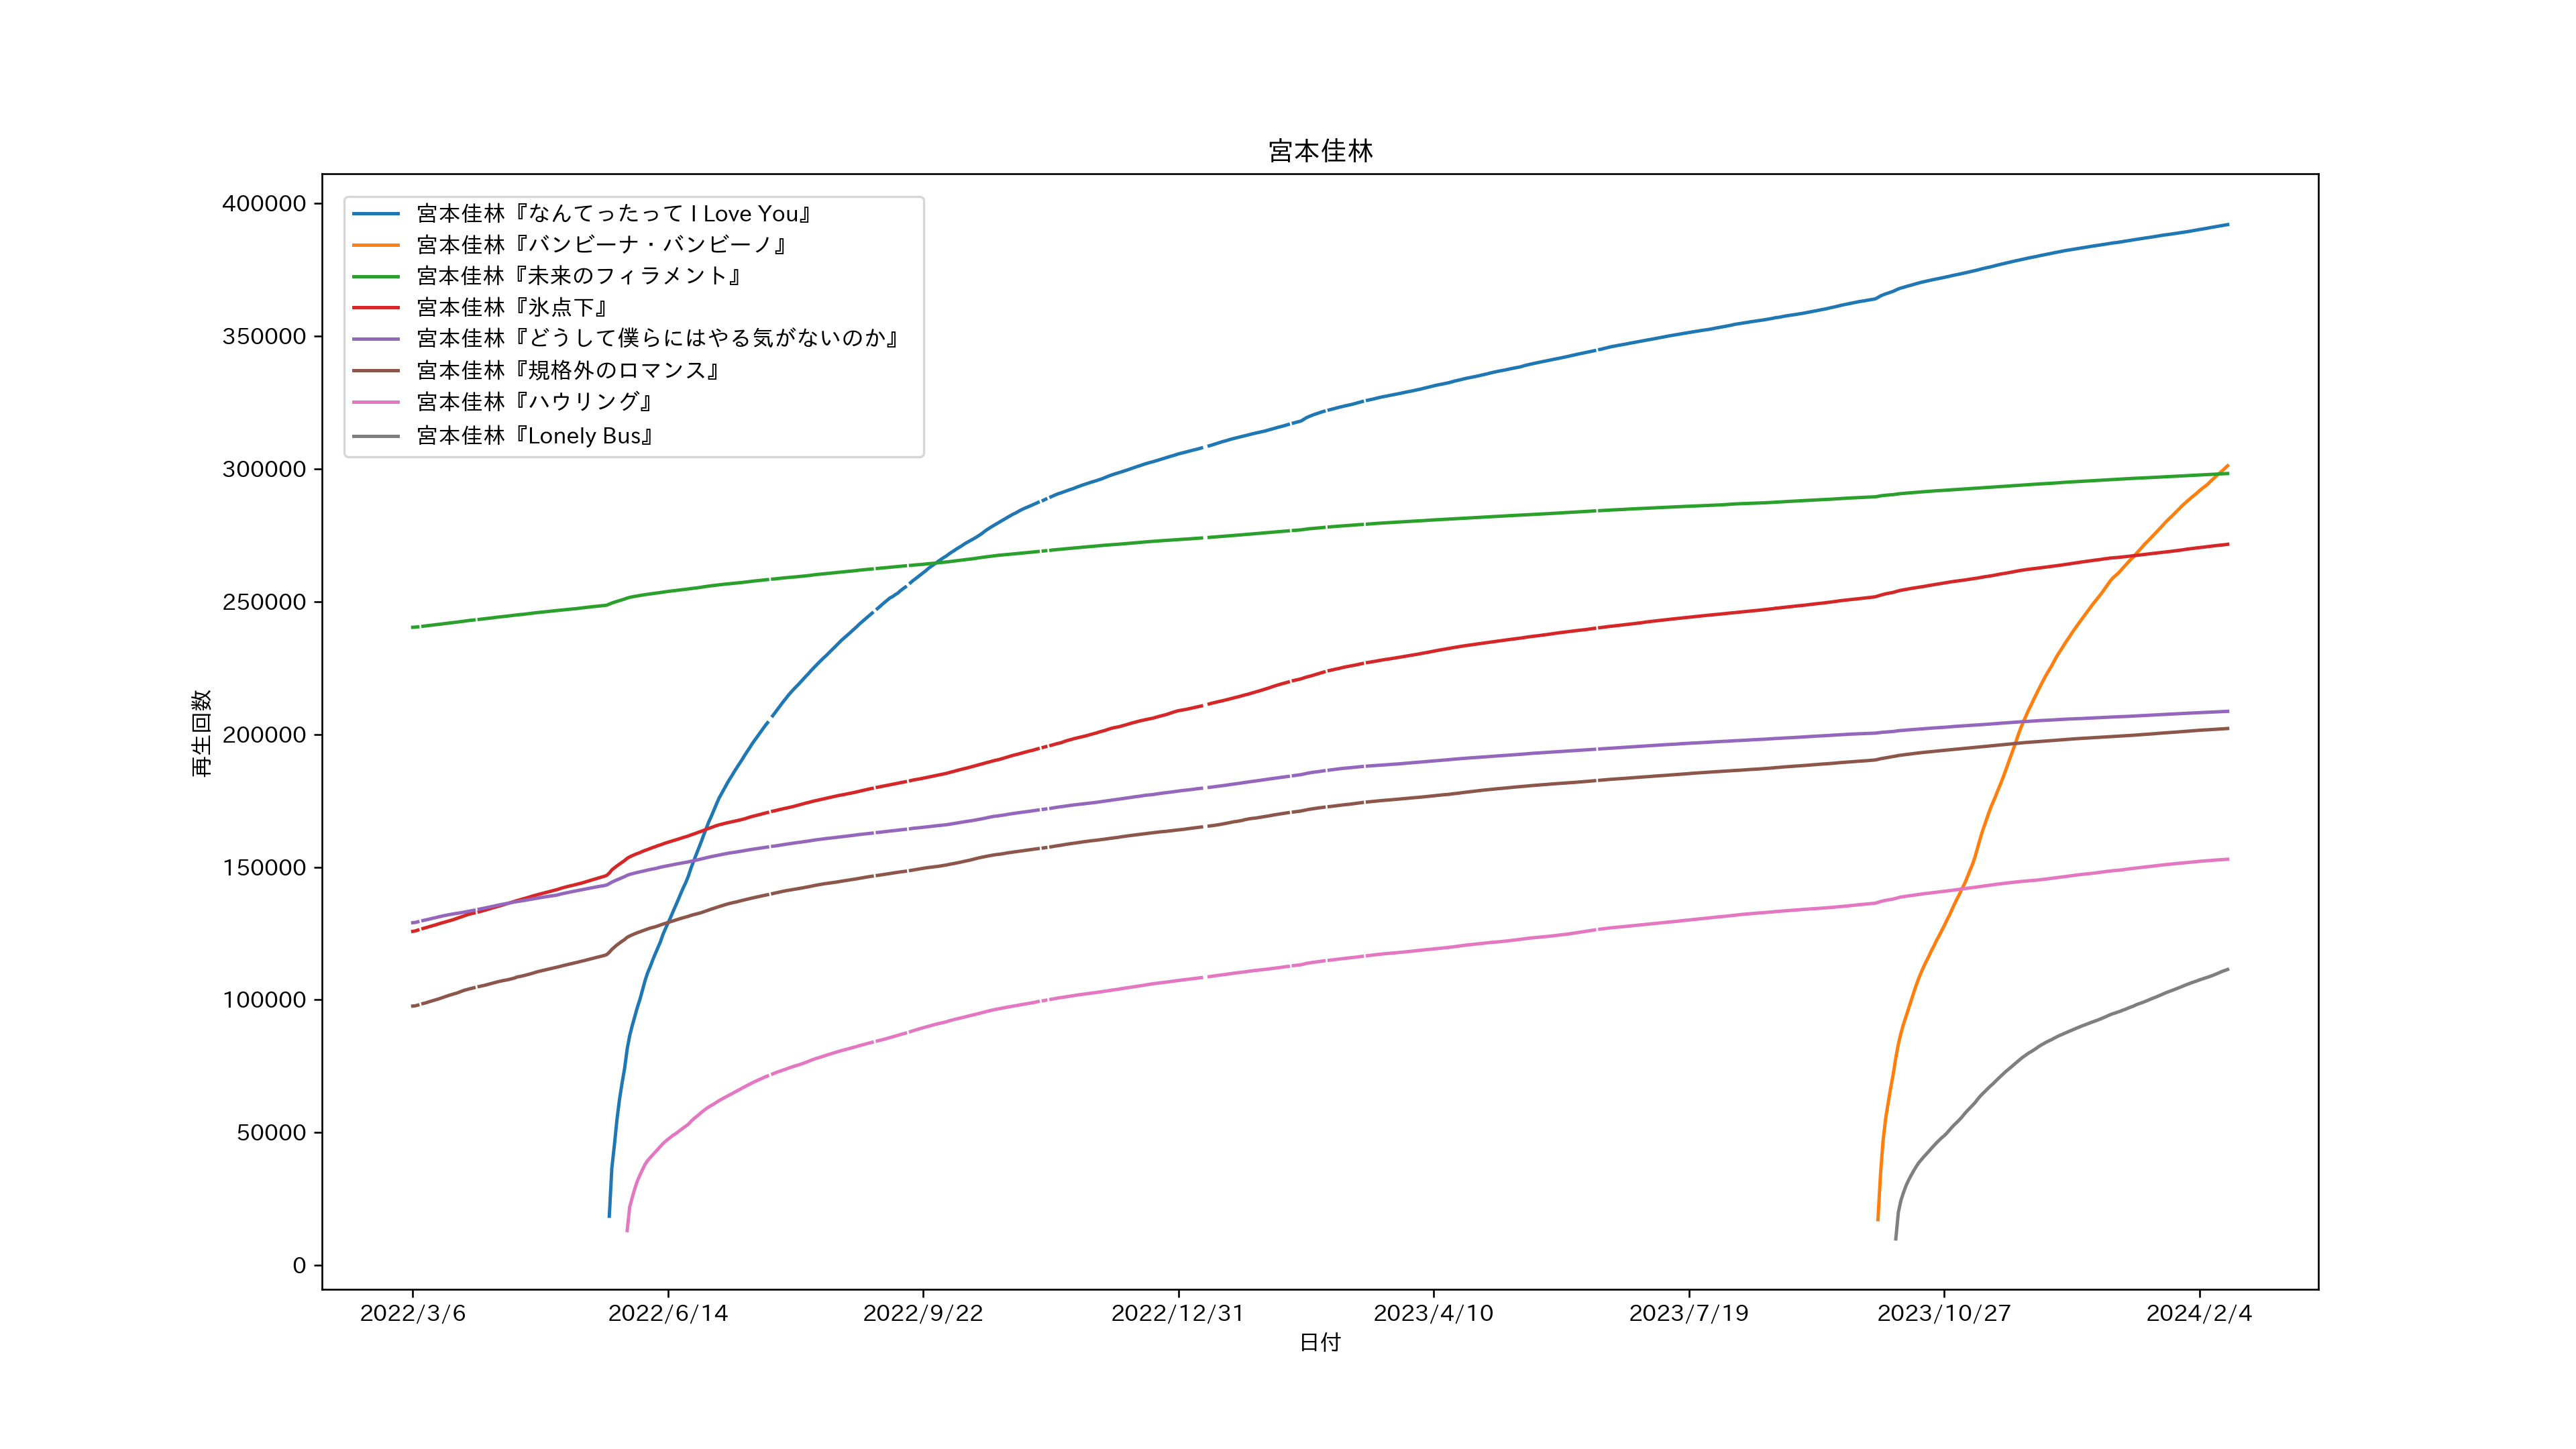 宮本佳林
400000
350000
300000
250000
200000
150000
100000
50000
0
再生回数
宮本佳林『なんてったって I Love You』
宮本佳林『バンビーナ・バンビーノ』
宮本佳林『未来のフィラメント』
宮本佳林『氷点下』
宮本佳林『どうして僕らにはやる気がないのか』
宮本佳林『規格外のロマンス』
宮本佳林『ハウリング』
宮本佳林『Lonely Bus』
2022/3/6
2022/6/14
2022/9/22
2022/12/31
2023/4/10
2023/7/19
2023/10/27
2024/2/4
日付